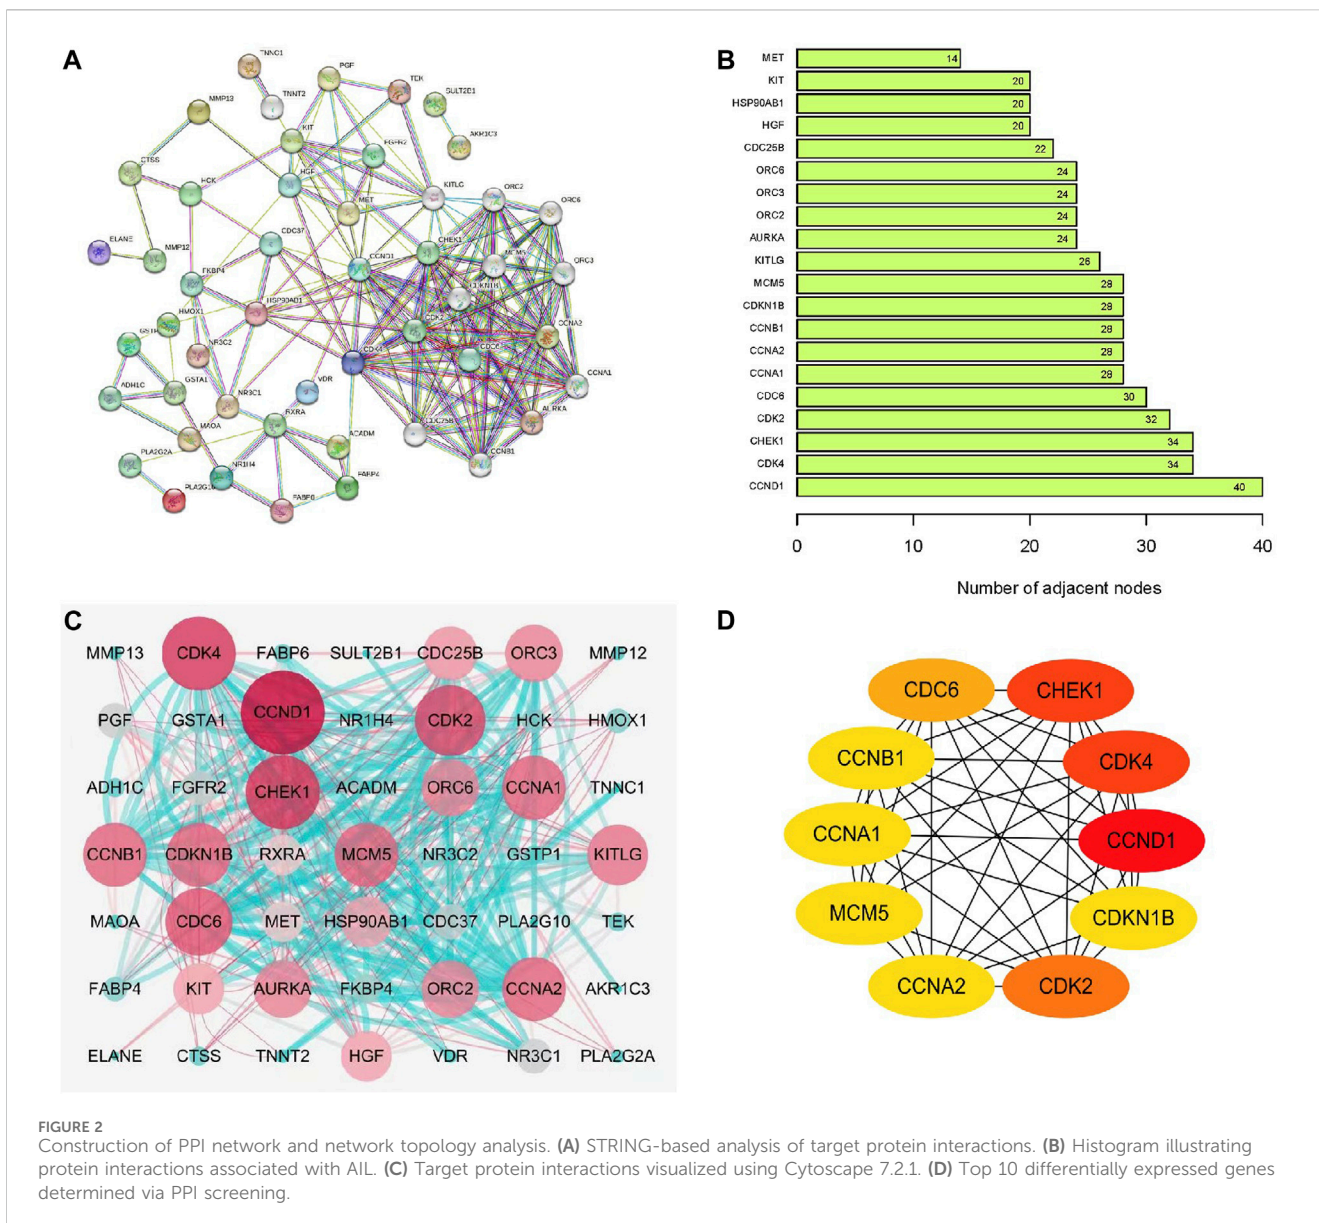 A
TNNC1
PGF
TEK
SULT2B1
MMP13
TNNT2
KIT
AKR1C3
FGFR2
CTSS
HCK
HGF
KITLG
ORC2
ORC6
MET
CDC37
CHEK1
ELANE
MMP12
CCND1
MCM5
ORC3
FKBP4
CDKN1B
HSP90AB1
HMOX1
CDK2
CCNA2
GST
NR3C2
CDK4
CDC6
CCNA1
ADH1C
GSTA1
NR3C1
VDR
RXRA
AURKA
MAOA
ACADM
CDC25B
PLA2G2A
CCNB1
NR1H4
FABP4
PLA2G10
FABP6
B
MET 14
KIT 20
HSP90AB1 20
HGF 20
CDC25B 22
ORC6 24
ORC3 24
ORC2 24
AURKA 24
KITLG 26
MCM5 28
CDKN1B 28
CCNB1 28
CCNA2 28
CCNA1 28
CDC6 30
CDK2 32
CHEK1 34
CDK4 34
CCND1 40
0 10 20 30 40
Number of adjacent nodes
C
MMP13 CDK4 FABP6 SULT2B1 CDC25B ORC3 MMP12
PGF GSTA1 CCND1 NR1H4 CDK2 HCK HMOX1
ADH1C FGFR2 CHEK1 ACADM ORC6 CCNA1 TNNC1
CCNB1 CDKN1B RXRA MCM5 NR3C2 GSTP1 KITLG
MAOA CDC6 MET HSP90AB1 CDC37 PLA2G10 TEK
FABP4 KIT AURKA FKBP4 ORC2 CCNA2 AKR1C3
ELANE CTSS TNNT2 HGF VDR NR3C1 PLA2G2A
D
CDC6 CHEK1
CCNB1 CDK4
CCNA1 CCND1
MCM5 CDKN1B
CCNA2 CDK2
FIGURE 2
Construction of PPI network and network topology analysis. (A) STRING-based analysis of target protein interactions. (B) Histogram illustrating
protein interactions associated with AIL. (C) Target protein interactions visualized using Cytoscape 7.2.1. (D) Top 10 differentially expressed genes
determined via PPI screening.